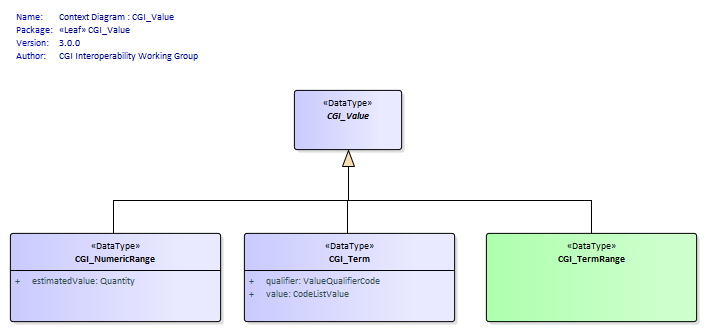 Name: Context Diagram : CGI_Value
Package: «Leaf» CGI_Value
Version: 3.0.0
Author: CGI Interoperability Working Group
«DataType»
CGI_Value
«DataType»
CGI_NumericRange
+ estimatedValue: Quantity
«DataType»
CGI_Term
+ qualifier: ValueQualifierCode
+ value: CodeListValue
«DataType»
CGI_TermRange